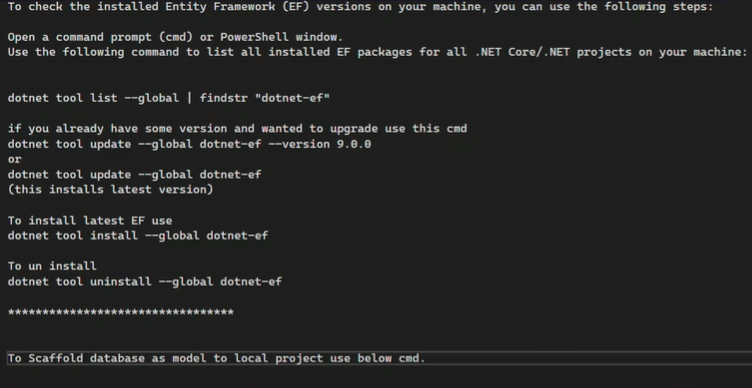 To check the installed Entity Framework (EF) versions on your machine, you can use the following steps:
Open a command prompt (cmd) or PowerShell window.
Use the following command to list all installed EF packages for all .NET Core/.NET projects on your machine:
dotnet tool list --global | findstr "dotnet-ef"
if you already have some version and wanted to upgrade use this cmd
dotnet tool update --global dotnet-ef --version 9.0.0
or
dotnet tool update --global dotnet-ef
(this installs latest version)
To install latest EF use
dotnet tool install --global dotnet-ef
To un install
dotnet tool uninstall --global dotnet-ef
*********************************
To Scaffold database as model to local project use below cmd.